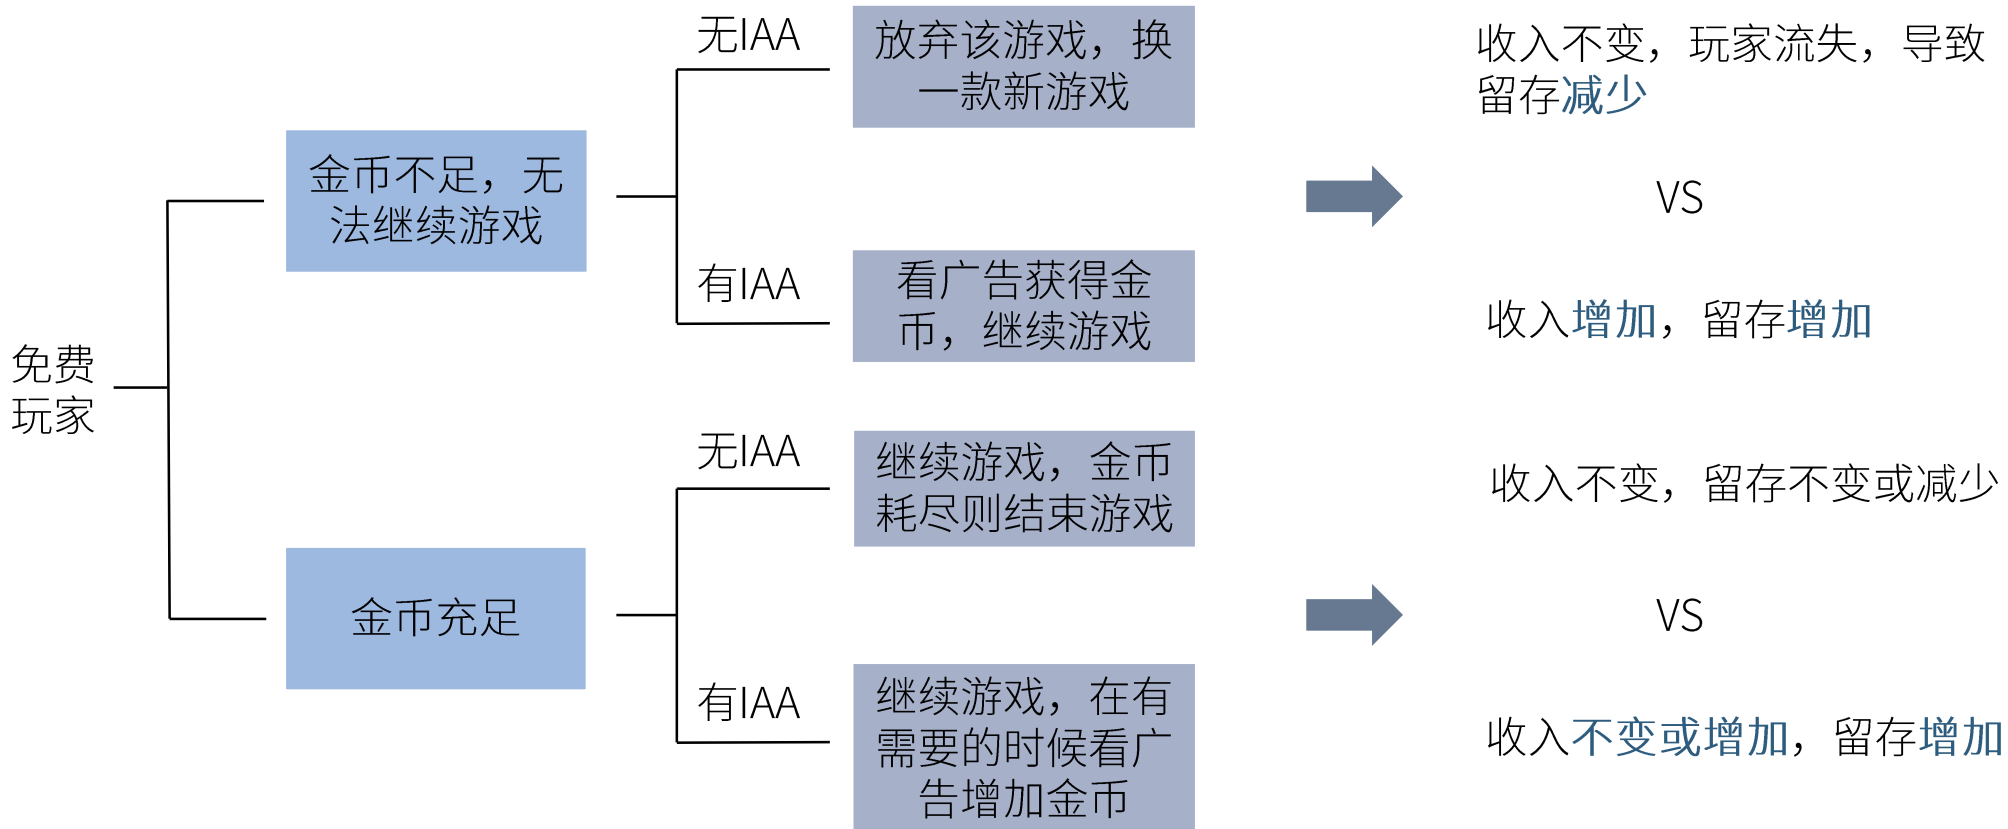 免费
玩家
金币不足，无
法继续游戏
无IAA
放弃该游戏，换
一款新游戏
收入不变，玩家流失，导致
留存减少
VS
有IAA
看广告获得金
币，继续游戏
收入增加，留存增加
金币充足
无IAA
继续游戏，金币
耗尽则结束游戏
收入不变，留存不变或减少
VS
有IAA
继续游戏，在有
需要的时候看广
告增加金币
收入不变或增加，留存增加